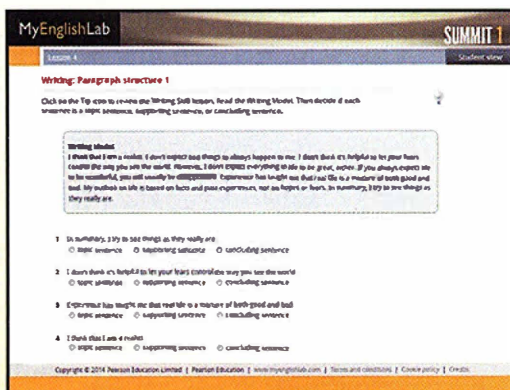 MyEnglishLab
SUMMIT 1
Lesson 4
Student view
Writing: Paragraph structure 1
Click on the Tip icon to review the Writing Skill lesson. Read the Writing Model. Then decide if each
sentence is a topic sentence, supporting sentence, or concluding sentence.
Writing Model
I think that I am a realist. I don't expect bad things to always happen to me. I don't think it's helpful to let your fears
control the way you see the world. However, I don't expect everything in life to be great, either. If you always expect life
to be wonderful, you will usually be Experience has taught me that real life is a mixture of both good and
bad. My outlook on life is based on facts and past experiences, not on hopes or fears. In summary, I try to see things as
they really are.
1 In summary, I try to see things as they really are
topic sentence supporting sentence concluding sentence
2 I don't think it's helpful to let your fears control the way you see the world
topic sentence supporting sentence concluding sentence
3 Experience has taught me that real life is a mixture of both good and bad
topic sentence supporting sentence concluding sentence
4 I think that I am a realist
topic sentence supporting sentence concluding sentence
Copyright © 2014 Pearson Education Limited | Pearson Education | www.myenglishlab.com | Terms and conditions | Cookie policy | Credits